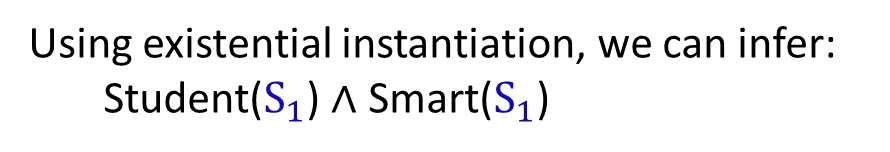 Using existential instantiation, we can infer:
Student(S₁) ∧ Smart(S₁)